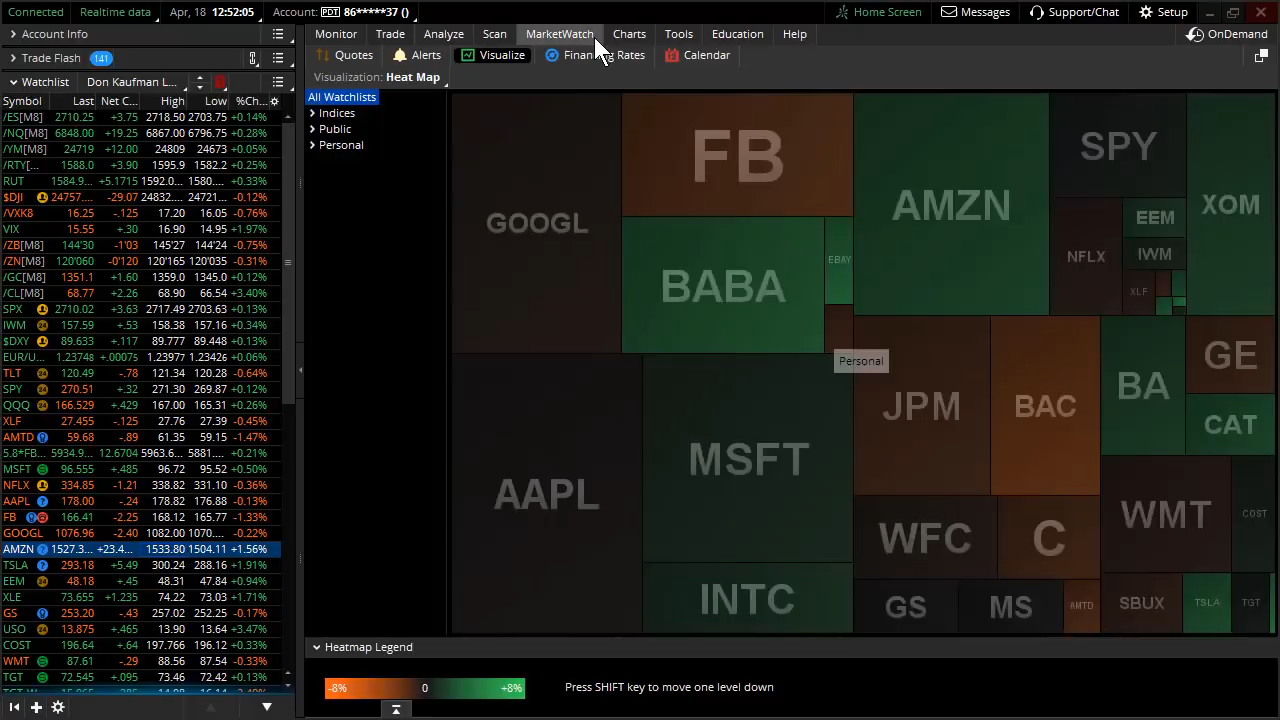 Connected Realtime data Apr, 18 12:52:05 Account: PDT 86*****37 () Home Screen Messages Support/Chat Setup
Account Info
Monitor Trade Analyze Scan MarketWatch Charts Tools Education Help OnDemand
Trade Flash 141
Quotes Alerts Visualize Financing Rates Calendar
Visualization: Heat Map
Watchlist Don Kaufman L...
Symbol Last Net C... High Low %Ch...
/ES[M8] 2710.25 +3.75 2718.50 2703.75 +0.14%
/NQ[M8] 6848.00 +19.25 6867.00 6796.75 +0.28%
/YM[M8] 24719 +12.00 24809 24673 +0.05%
/RTY[... 1588.0 +3.90 1595.9 1582.2 +0.25%
RUT 1584.9... +5.1715 1592.0... 1580.... +0.33%
$DJI 24757.... -29.07 24832.... 24721... -0.12%
/VXK8 16.25 -.125 17.20 16.05 -0.76%
VIX 15.55 +.30 16.90 14.95 +1.97%
/ZB[M8] 144'30 -1'03 145'27 144'24 -0.75%
/ZN[M8] 120'060 -0'120 120'165 120'035 -0.31%
/GC[M8] 1351.1 +1.60 1359.0 1345.0 +0.12%
/CL[M8] 68.77 +2.26 68.90 66.54 +3.40%
SPX 2710.02 +3.63 2717.49 2703.63 +0.13%
IWM 157.59 +.53 158.38 157.16 +0.34%
$DXY 89.633 +.117 89.777 89.448 +0.13%
EUR/U... 1.23748 +.00075 1.23977 1.23426 +0.06%
TLT 120.49 -.78 121.34 120.28 -0.64%
SPY 270.51 +.32 271.30 269.87 +0.12%
QQQ 166.529 +.429 167.00 165.31 +0.26%
XLF 27.455 -.125 27.76 27.39 -0.45%
AMTD 59.68 -.89 61.35 59.15 -1.47%
5.8*FB... 5934.9... 12.6704 5963.6... 5881.... +0.21%
MSFT 96.555 +.485 96.72 95.52 +0.50%
NFLX 334.85 -1.21 338.82 331.10 -0.36%
AAPL 178.00 -.24 178.82 176.88 -0.13%
FB 166.41 -2.25 168.12 165.77 -1.33%
GOOGL 1076.96 -2.40 1082.00 1070.... -0.22%
AMZN 1527.3... +23.4... 1533.80 1504.11 +1.56%
TSLA 293.18 +5.49 300.24 288.16 +1.91%
EEM 48.18 +.45 48.31 47.84 +0.94%
XLE 73.655 +1.235 74.22 73.03 +1.71%
GS 253.20 -.43 257.02 252.25 -0.17%
USO 13.875 +.465 13.90 13.64 +3.47%
COST 196.64 +.64 197.766 196.12 +0.33%
WMT 87.61 -.29 88.56 87.54 -0.33%
TGT 72.545 +.095 73.46 72.42 +0.13%
All Watchlists
Indices
Public
Personal
GOOGL
FB
BABA
EBAY
AMZN
SPY
NFLX
EEM
IWM
XLF
XOM
Personal
AAPL
MSFT
INTC
JPM
BAC
BA
GE
CAT
WFC
C
WMT
COST
GS
MS
AMTD
SBUX
TSLA
TGT
Heatmap Legend
-8% 0 +8% Press SHIFT key to move one level down